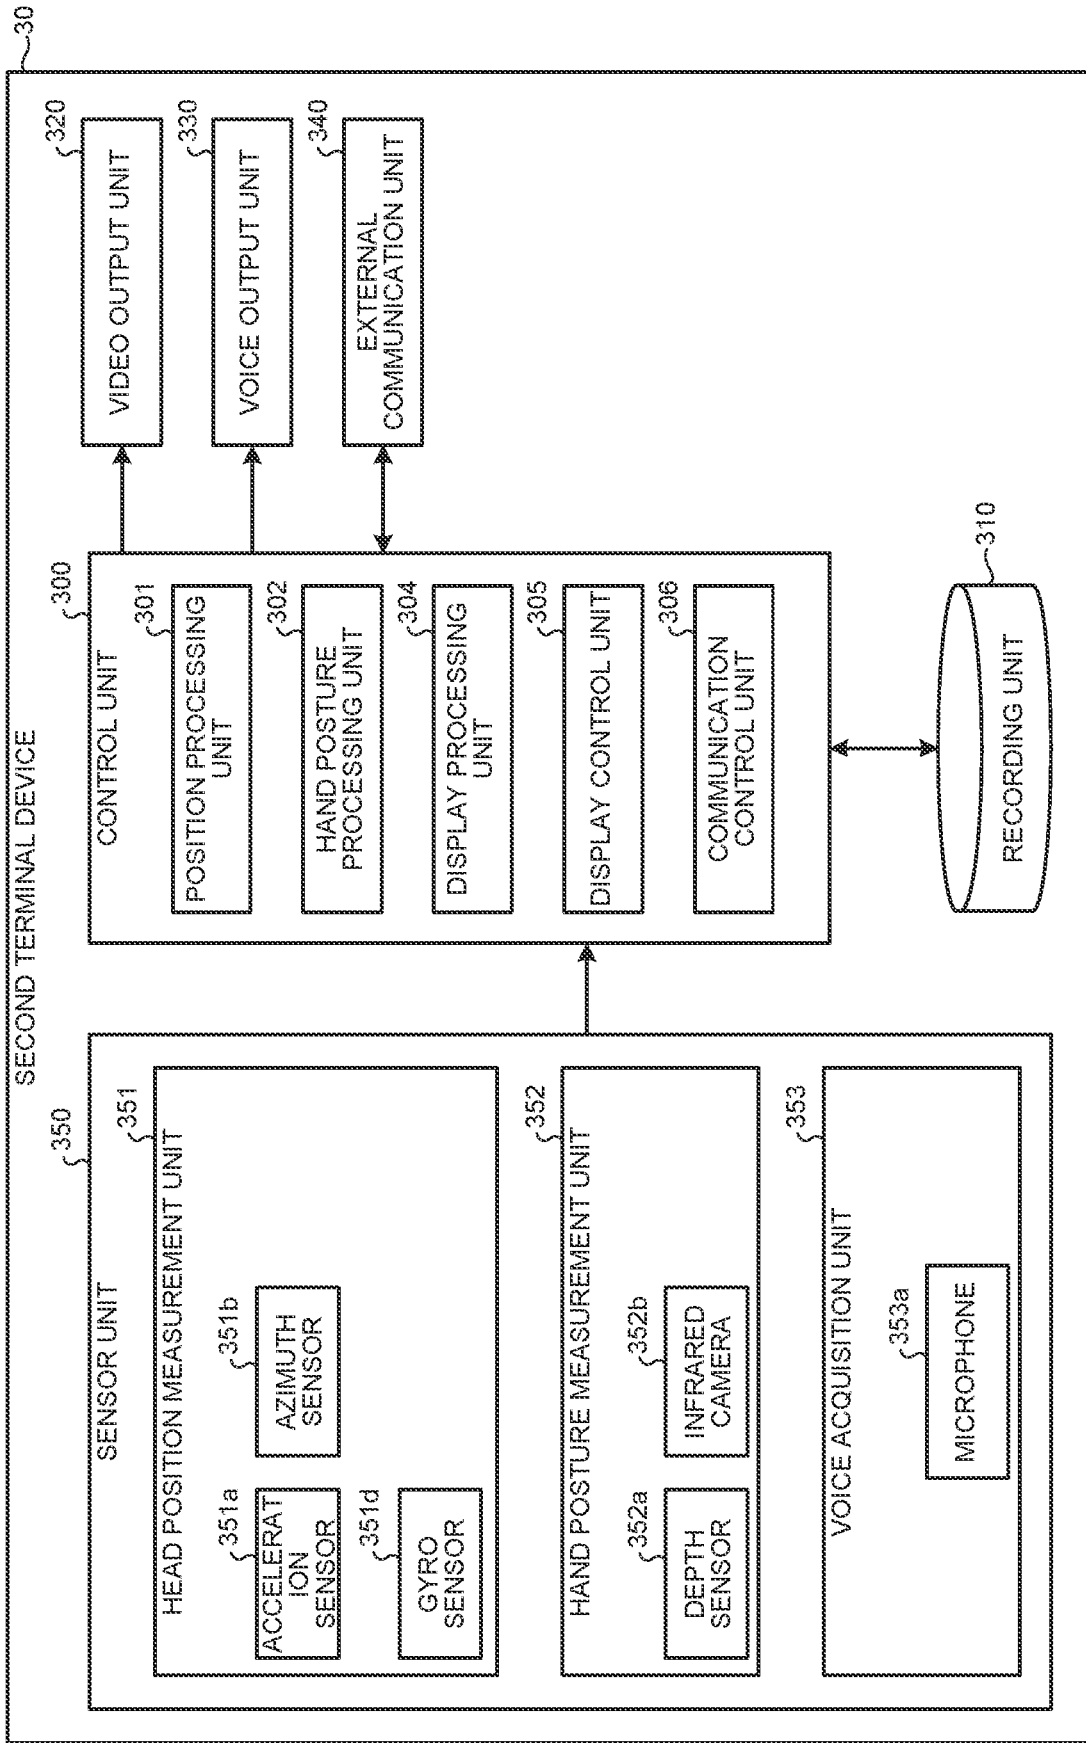 30
SECOND TERMINAL DEVICE
350
SENSOR UNIT
351
HEAD POSITION MEASUREMENT UNIT
351a
ACCELERAT
ION
SENSOR
351b
AZIMUTH
SENSOR
351d
GYRO
SENSOR
352
HAND POSTURE MEASUREMENT UNIT
352a
DEPTH
SENSOR
352b
INFRARED
CAMERA
353
VOICE ACQUISITION UNIT
353a
MICROPHONE
300
CONTROL UNIT
301
POSITION PROCESSING
UNIT
302
HAND POSTURE
PROCESSING UNIT
304
DISPLAY PROCESSING
UNIT
305
DISPLAY CONTROL UNIT
306
COMMUNICATION
CONTROL UNIT
310
RECORDING UNIT
320
VIDEO OUTPUT UNIT
330
VOICE OUTPUT UNIT
340
EXTERNAL
COMMUNICATION UNIT